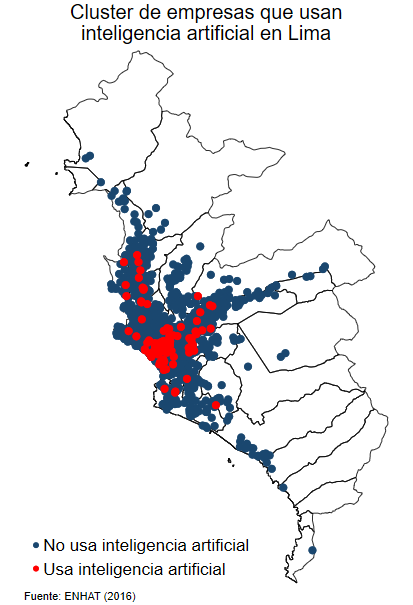 Cluster de empresas que usan
inteligencia artificial en Lima
No usa inteligencia artificial
Usa inteligencia artificial
Fuente: ENHAT (2016)